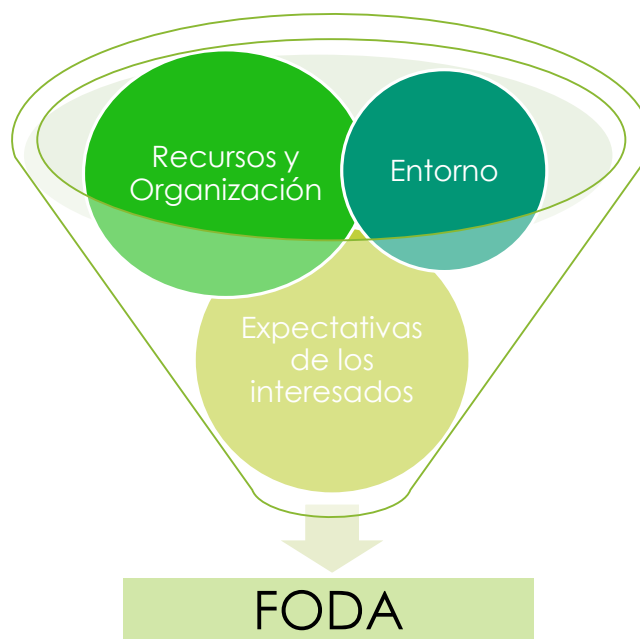 Recursos y
Organización
Entorno
Expectativas
de los
interesados
FODA